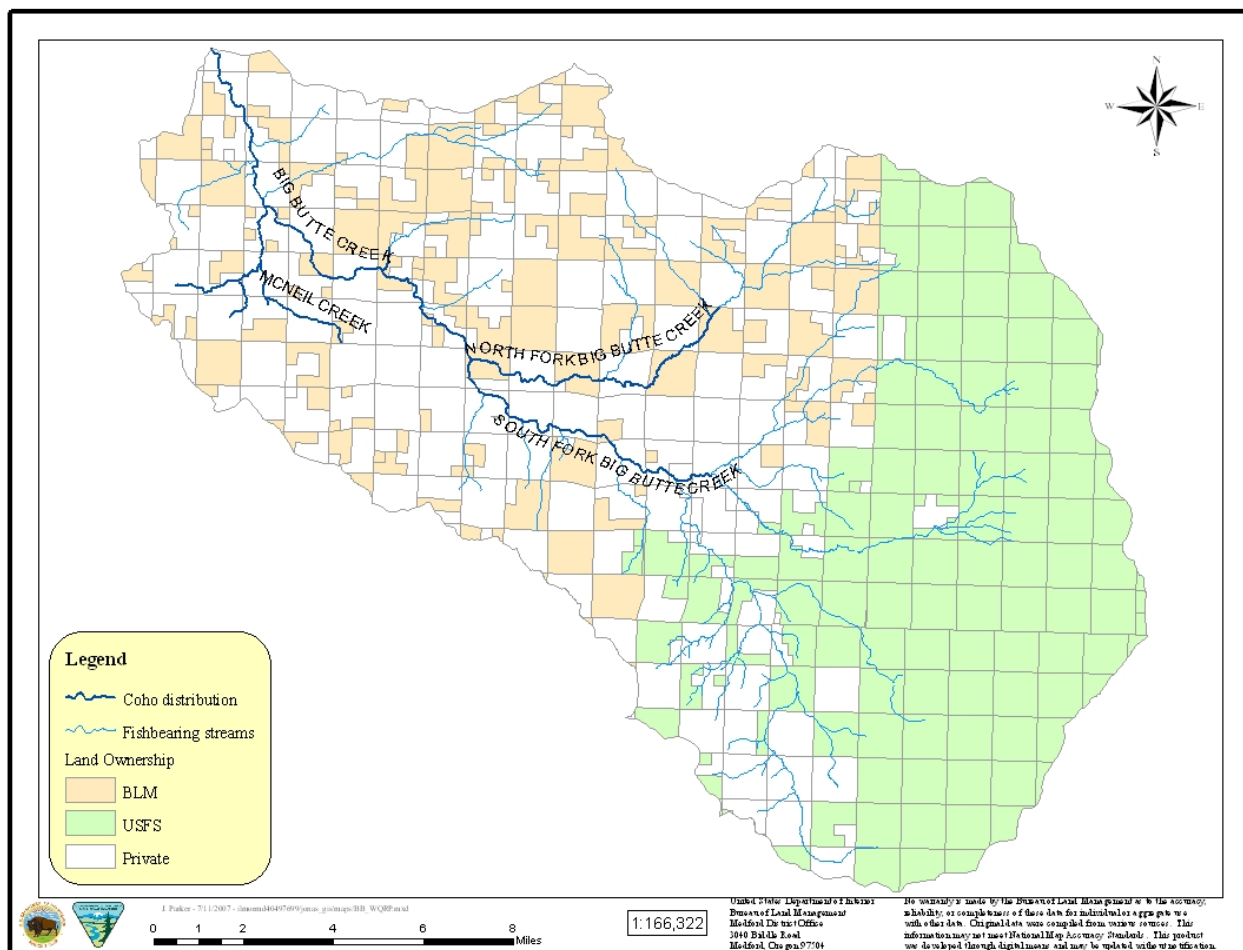 N
W
E
S
BIG BUTTE CREEK
MCNEIL CREEK
NORTH FORK BIG BUTTE CREEK
SOUTH FORK BIG BUTTE CREEK
Legend
Coho distribution
Fishbearing streams
Land Ownership
BLM
USFS
Private
J. Parker - 7/11/2007 -
0 1 2 4 6 8
Miles
1:166,322
United States Department of Interior
Bureau of Land Management
Medford District Office
3040 Biddle Road
Medford, Oregon 97504
No warranty is made by the Bureau of Land Management as to the accuracy,
reliability, or completeness of these data for individual or aggregate use
with other data. Original data were compiled from various sources. This
information may not meet National Map Accuracy Standards. This product
was developed through digital means and may be updated without notification.